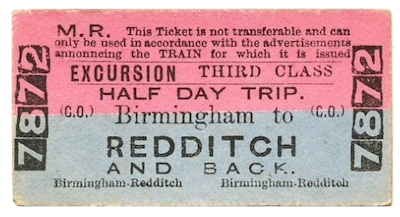 M.R. This Ticket is not transferable and can
only be used in accordance with the advertisements
annonncing the TRAIN for which it is issued
EXCURSION THIRD CLASS
HALF DAY TRIP.
(C.O.) Birmingham to (C.O.)
REDDITCH
AND BACK.
Birmingham-Redditch Birmingham-Redditch
7872
7872